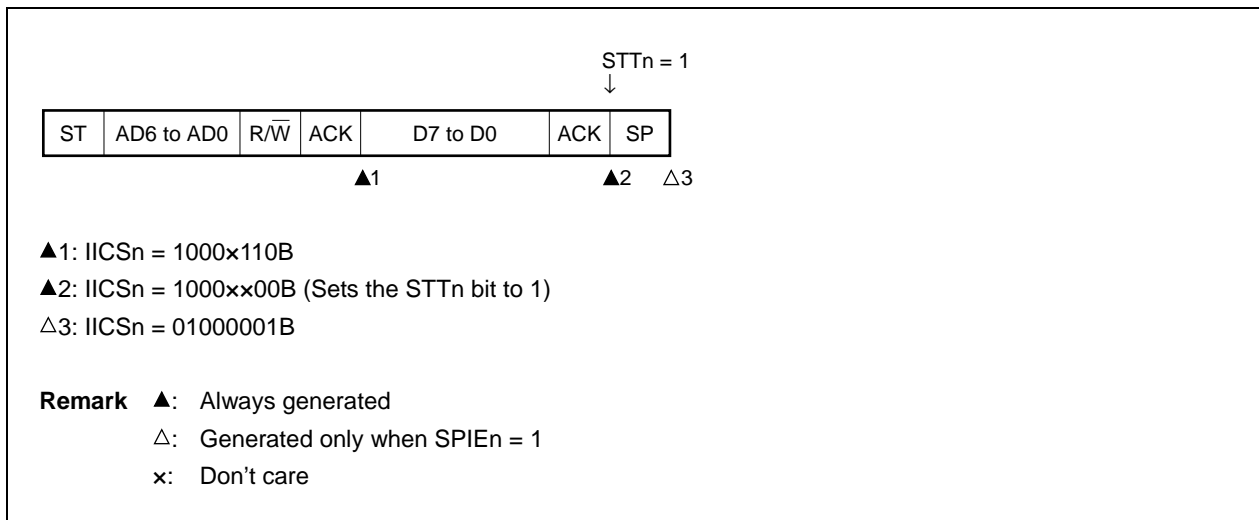 STTn = 1
↓
ST AD6 to AD0 R/W̅ ACK D7 to D0 ACK SP
▲1 ▲2 △3
▲1: IICSn = 1000×110B
▲2: IICSn = 1000××00B (Sets the STTn bit to 1)
△3: IICSn = 01000001B
Remark ▲: Always generated
△: Generated only when SPIEn = 1
×: Don't care